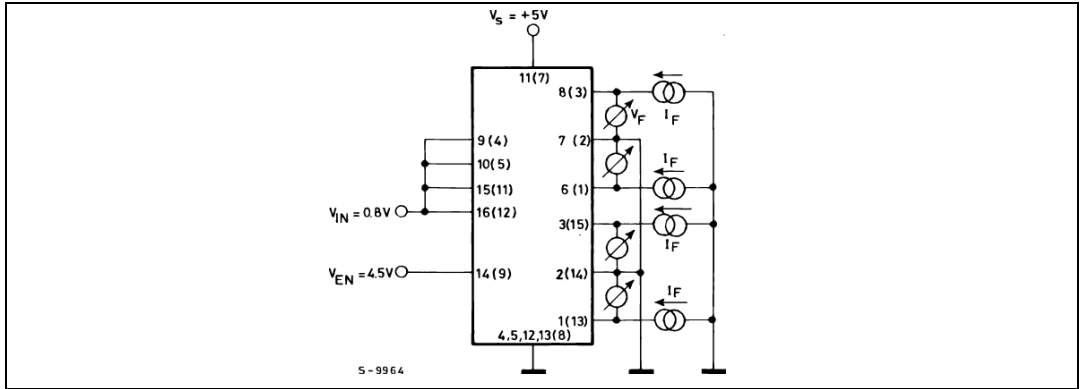 Vs = +5V
11(7)
8(3)
IF
VF
9(4)
7 (2)
10(5)
IF
15(11)
6(1)
VIN = 0.8V
16(12)
3(15)
IF
VEN = 4.5V
14(9)
2(14)
IF
1(13)
4,5,12,13(8)
S-9964